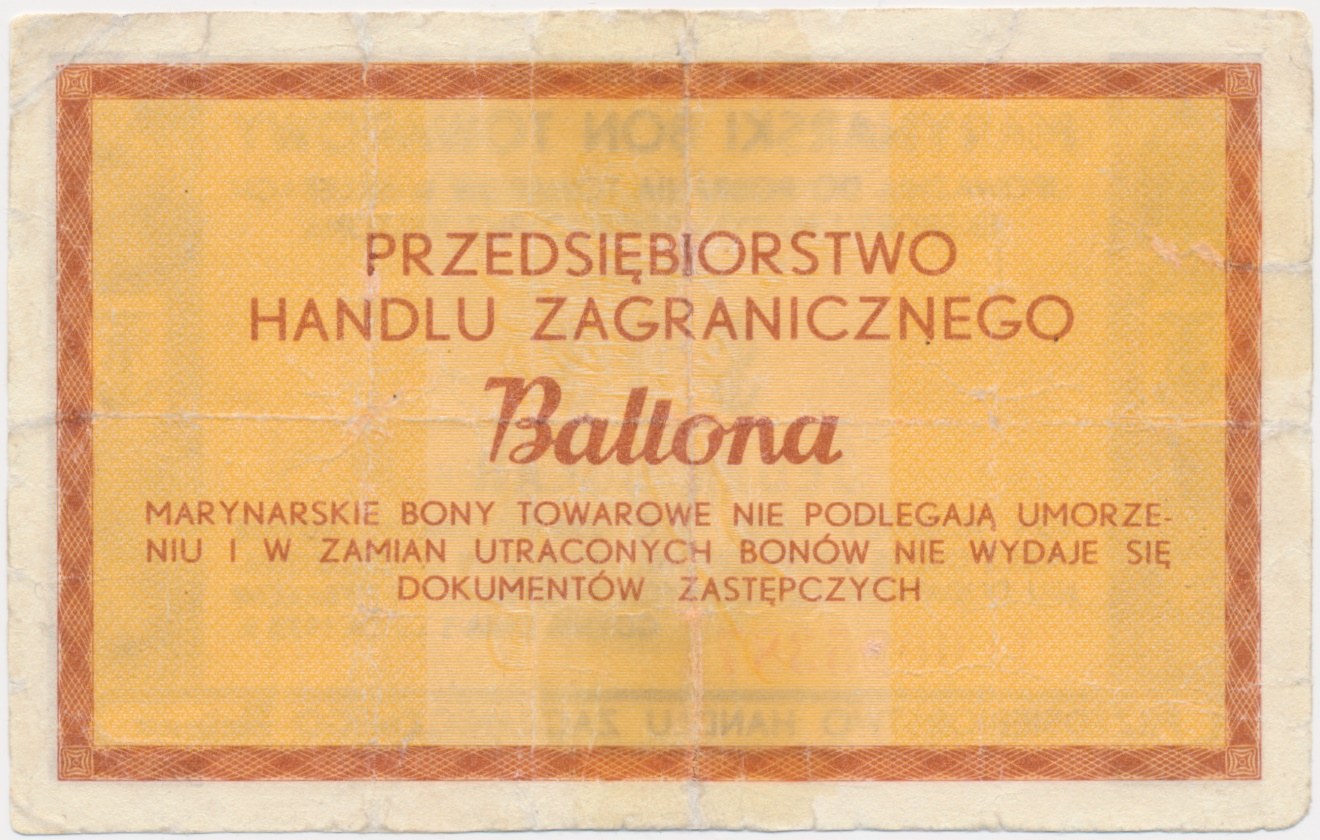 PRZEDSIĘBIORSTWO
HANDLU ZAGRANICZNEGO
Baltona
MARYNARSKIE BONY TOWAROWE NIE PODLEGAJĄ UMORZE-
NIU I W ZAMIAN UTRACONYCH BONÓW NIE WYDAJE SIĘ
DOKUMENTÓW ZASTĘPCZYCH